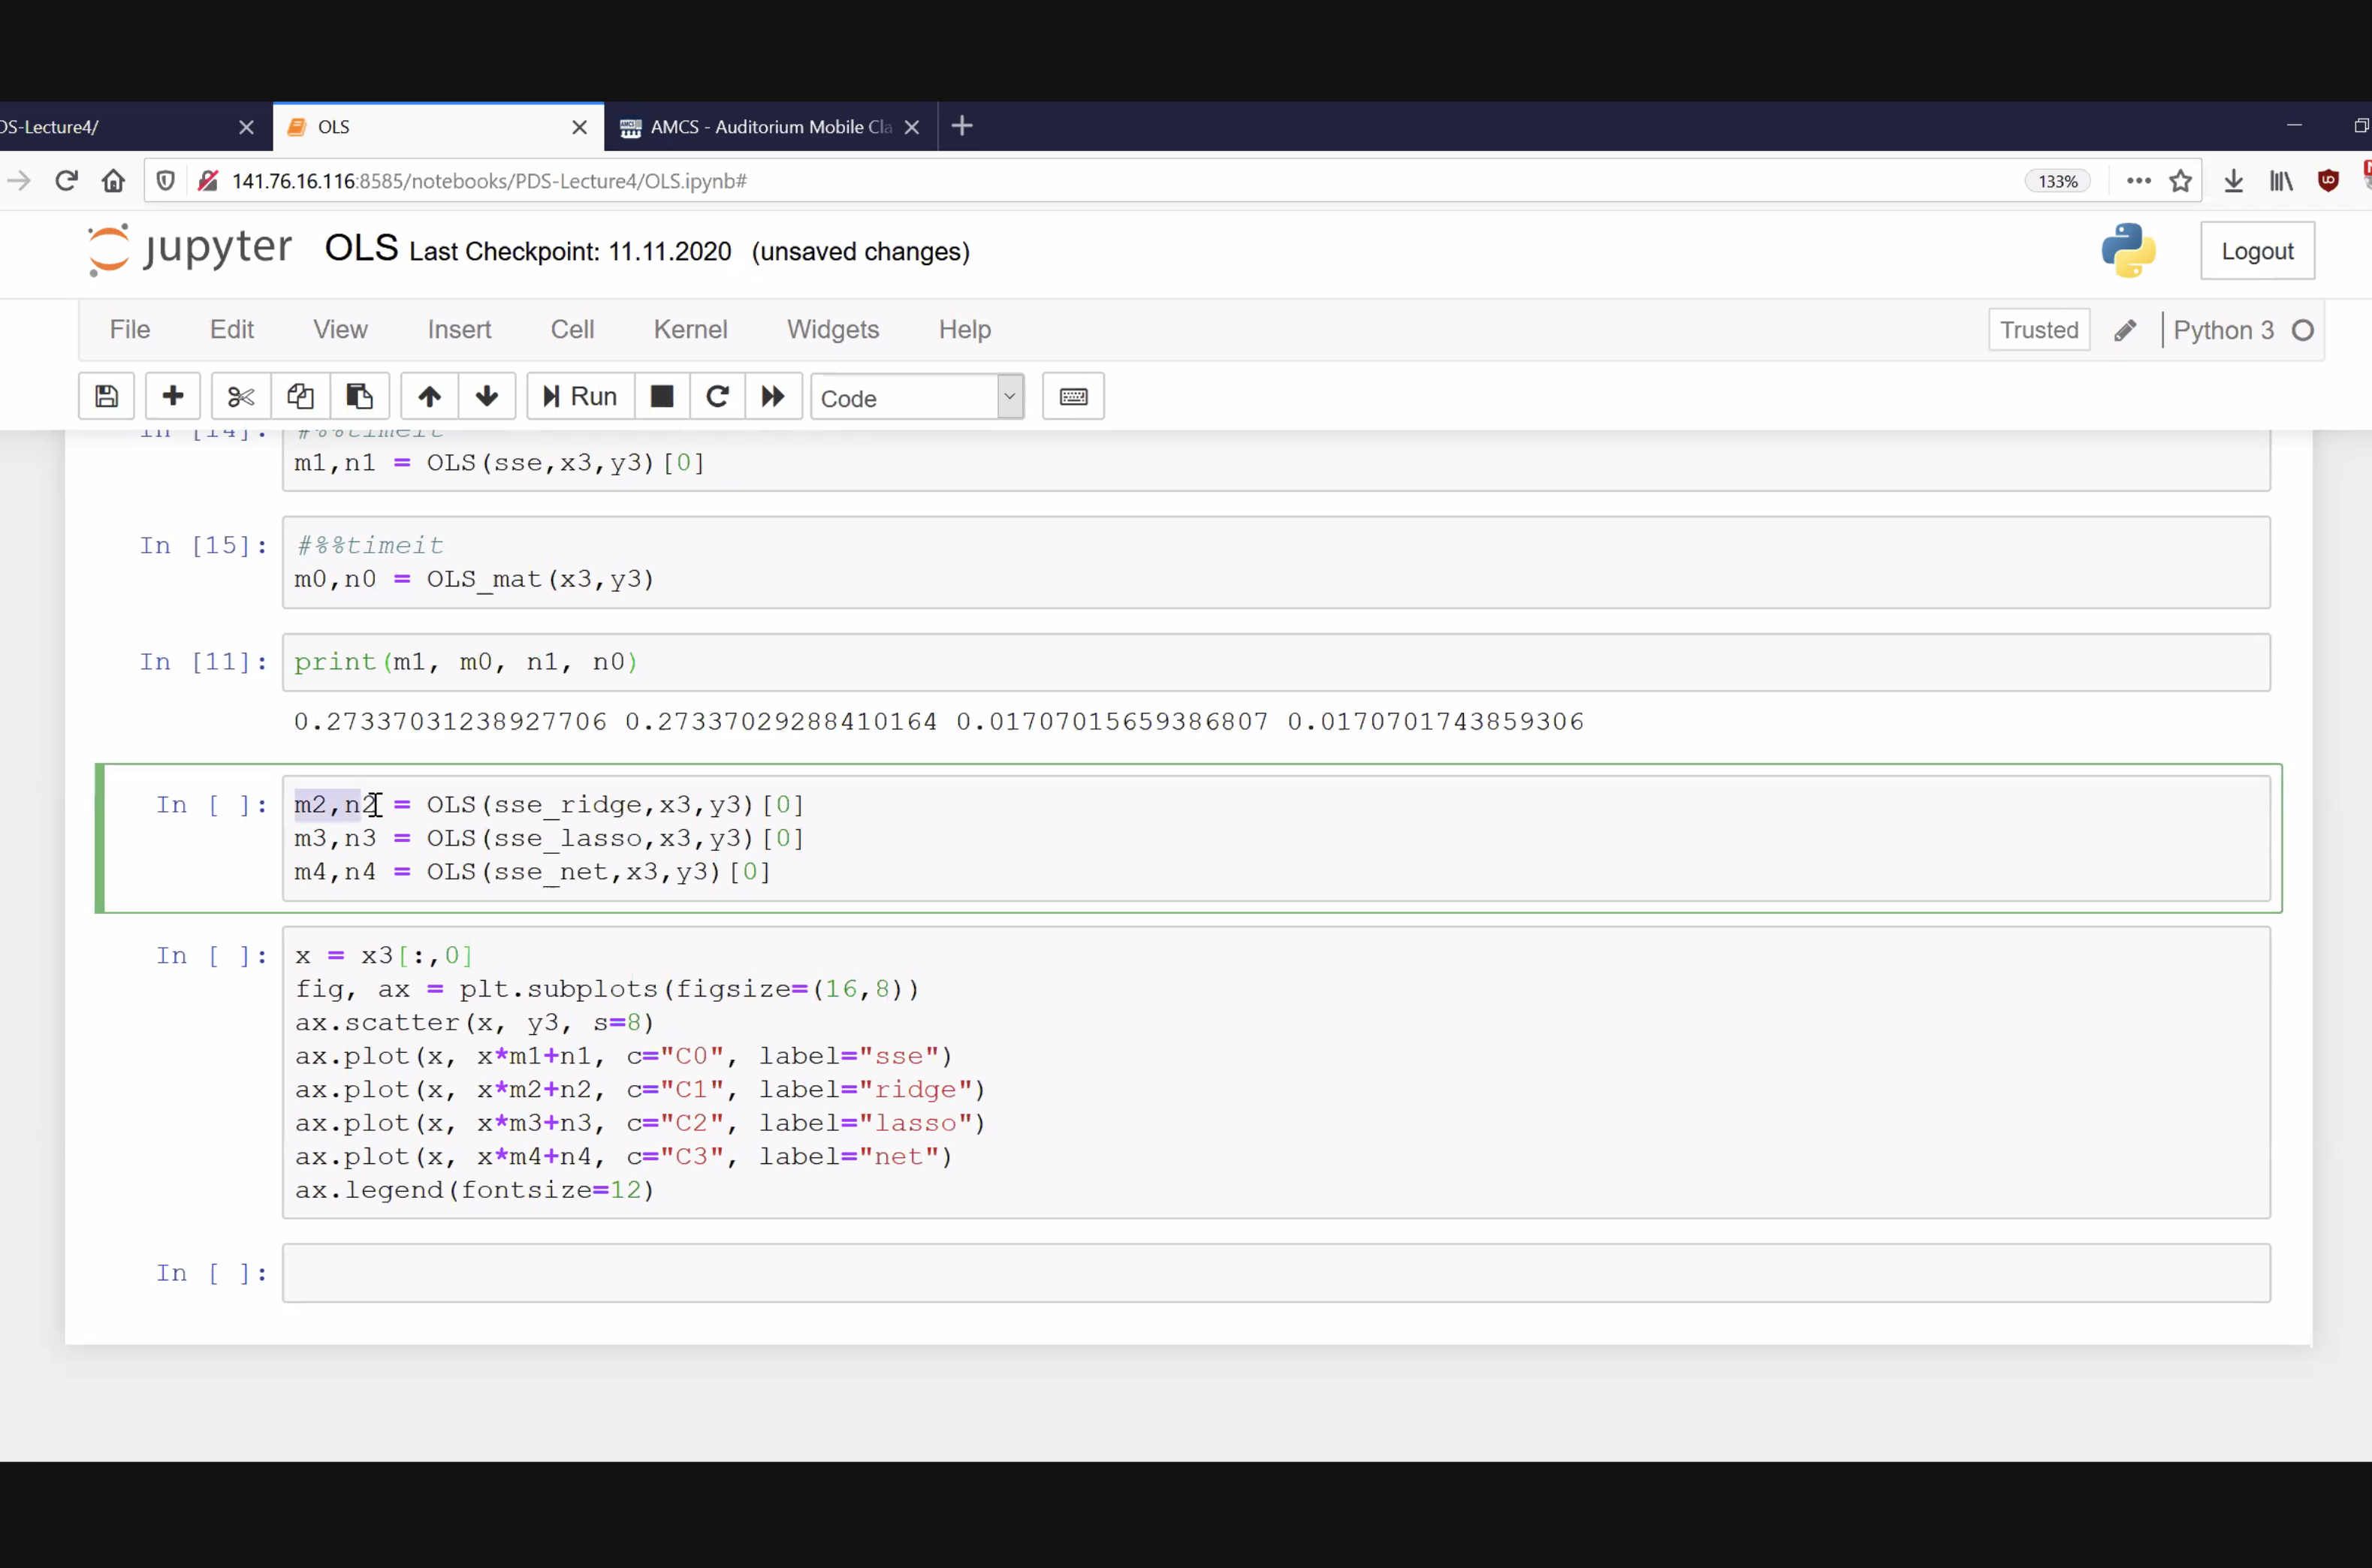 DS-Lecture4/
OLS
AMCS - Auditorium Mobile Cla
141.76.16.116:8585/notebooks/PDS-Lecture4/OLS.ipynb#
133%
jupyter OLS Last Checkpoint: 11.11.2020 (unsaved changes)
Logout
File Edit View Insert Cell Kernel Widgets Help
Trusted
Python 3
Run
Code
In [14]: #%%timeit
m1,n1 = OLS(sse,x3,y3)[0]
In [15]: #%%timeit
m0,n0 = OLS_mat(x3,y3)
In [11]: print(m1, m0, n1, n0)
0.27337031238927706 0.27337029288410164 0.01707015659386807 0.0170701743859306
In [ ]: m2,n2 = OLS(sse_ridge,x3,y3)[0]
m3,n3 = OLS(sse_lasso,x3,y3)[0]
m4,n4 = OLS(sse_net,x3,y3)[0]
In [ ]: x = x3[:,0]
fig, ax = plt.subplots(figsize=(16,8))
ax.scatter(x, y3, s=8)
ax.plot(x, x*m1+n1, c="C0", label="sse")
ax.plot(x, x*m2+n2, c="C1", label="ridge")
ax.plot(x, x*m3+n3, c="C2", label="lasso")
ax.plot(x, x*m4+n4, c="C3", label="net")
ax.legend(fontsize=12)
In [ ]: